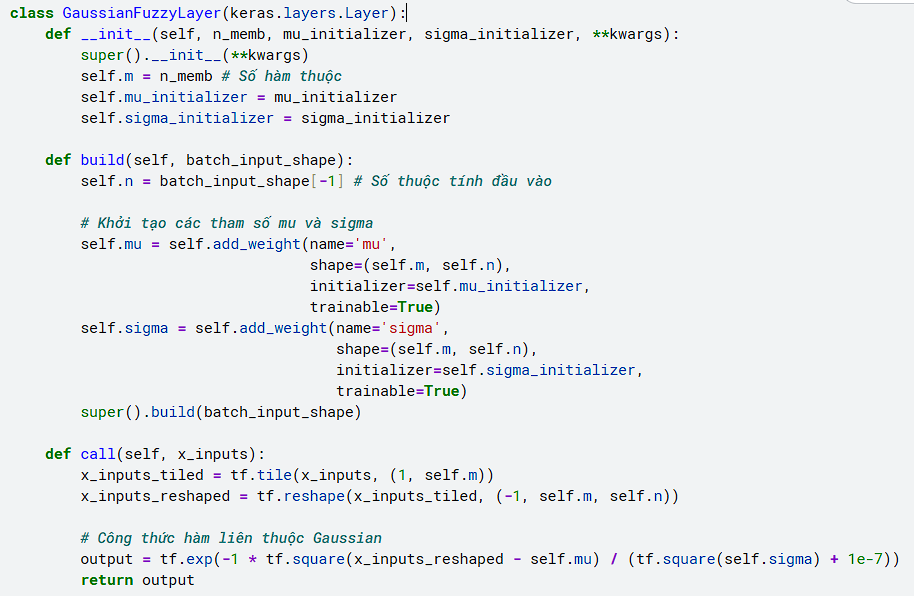 class GaussianFuzzyLayer(keras.layers.Layer):
    def __init__(self, n_memb, mu_initializer, sigma_initializer, **kwargs):
        super().__init__(**kwargs)
        self.m = n_memb # Số hàm thuộc
        self.mu_initializer = mu_initializer
        self.sigma_initializer = sigma_initializer

    def build(self, batch_input_shape):
        self.n = batch_input_shape[-1] # Số thuộc tính đầu vào

        # Khởi tạo các tham số mu và sigma
        self.mu = self.add_weight(name='mu',
                                  shape=(self.m, self.n),
                                  initializer=self.mu_initializer,
                                  trainable=True)
        self.sigma = self.add_weight(name='sigma',
                                     shape=(self.m, self.n),
                                     initializer=self.sigma_initializer,
                                     trainable=True)
        super().build(batch_input_shape)

    def call(self, x_inputs):
        x_inputs_tiled = tf.tile(x_inputs, (1, self.m))
        x_inputs_reshaped = tf.reshape(x_inputs_tiled, (-1, self.m, self.n))

        # Công thức hàm liên thuộc Gaussian
        output = tf.exp(-1 * tf.square(x_inputs_reshaped - self.mu) / (tf.square(self.sigma) + 1e-7))
        return output